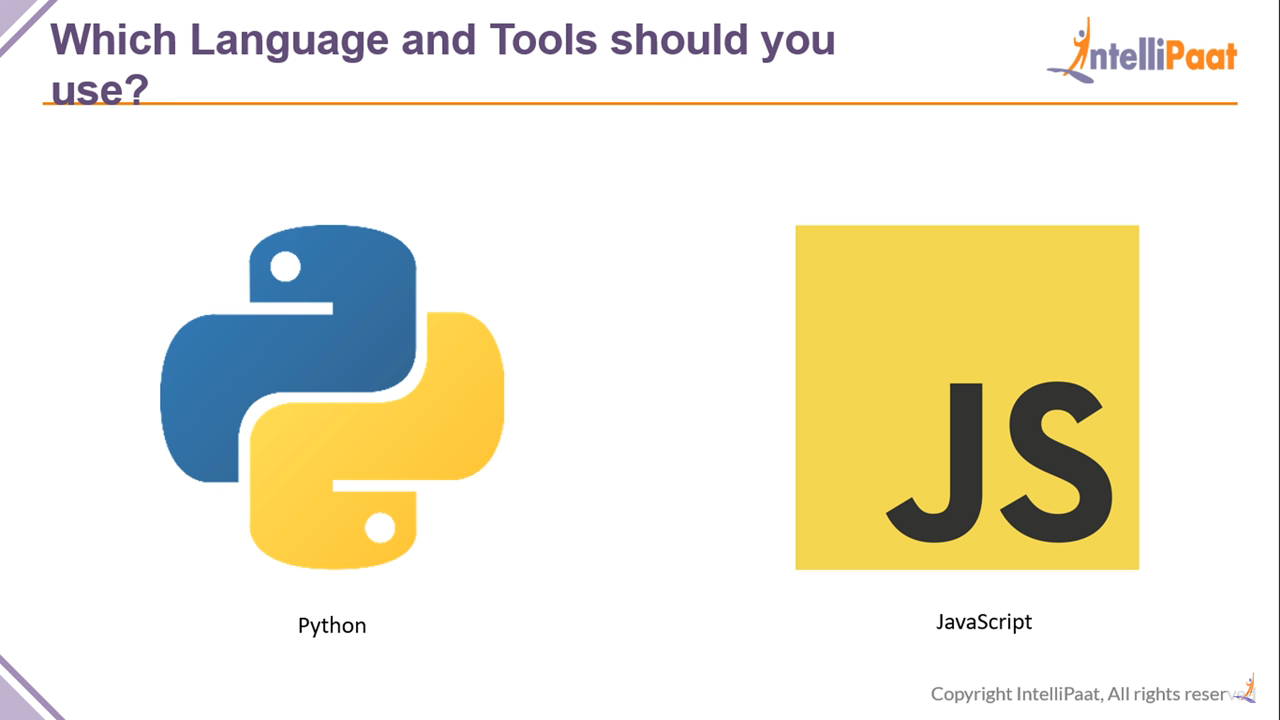 Which Language and Tools should you
use?
IntelliPaat
JS
Python
JavaScript
Copyright IntelliPaat, All rights reserved